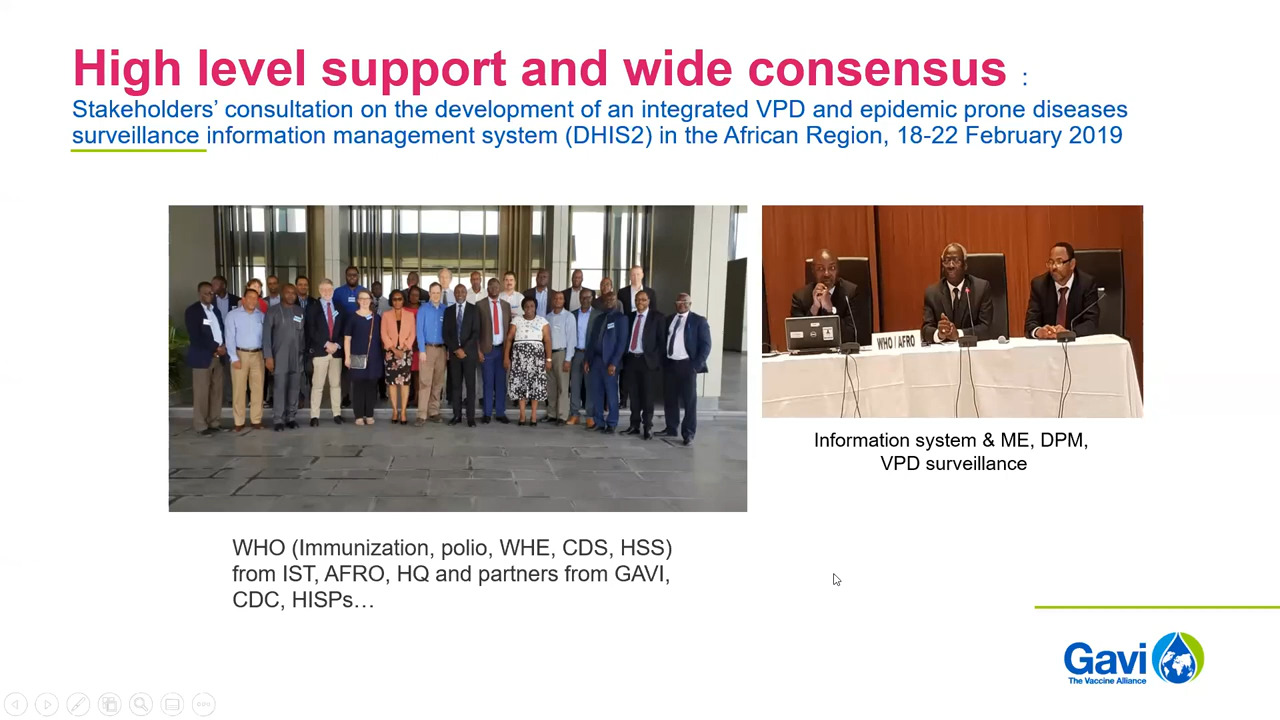 High level support and wide consensus :
Stakeholders’ consultation on the development of an integrated VPD and epidemic prone diseases
surveillance information management system (DHIS2) in the African Region, 18-22 February 2019
WHO / AFRO
Information system & ME, DPM,
VPD surveillance
WHO (Immunization, polio, WHE, CDS, HSS)
from IST, AFRO, HQ and partners from GAVI,
CDC, HISPs…
Gavi
The Vaccine Alliance